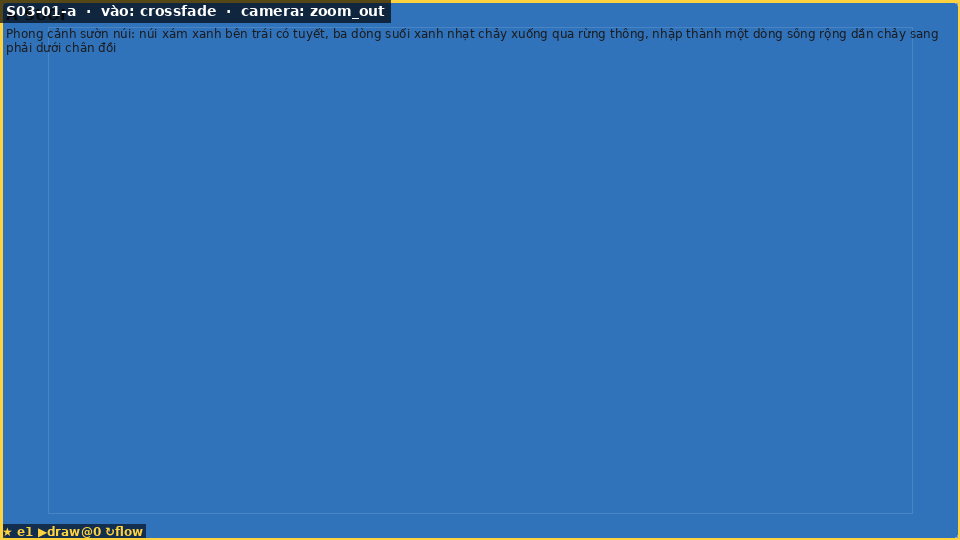 S03-01-a · vào: crossfade · camera: zoom_out
Phong cảnh sườn núi: núi xám xanh bên trái có tuyết, ba dòng suối xanh nhạt chảy xuống qua rừng thông, nhập thành một dòng sông rộng dần chảy sang
phải dưới chân đồi
★ e1 ▶draw@0 ↻flow